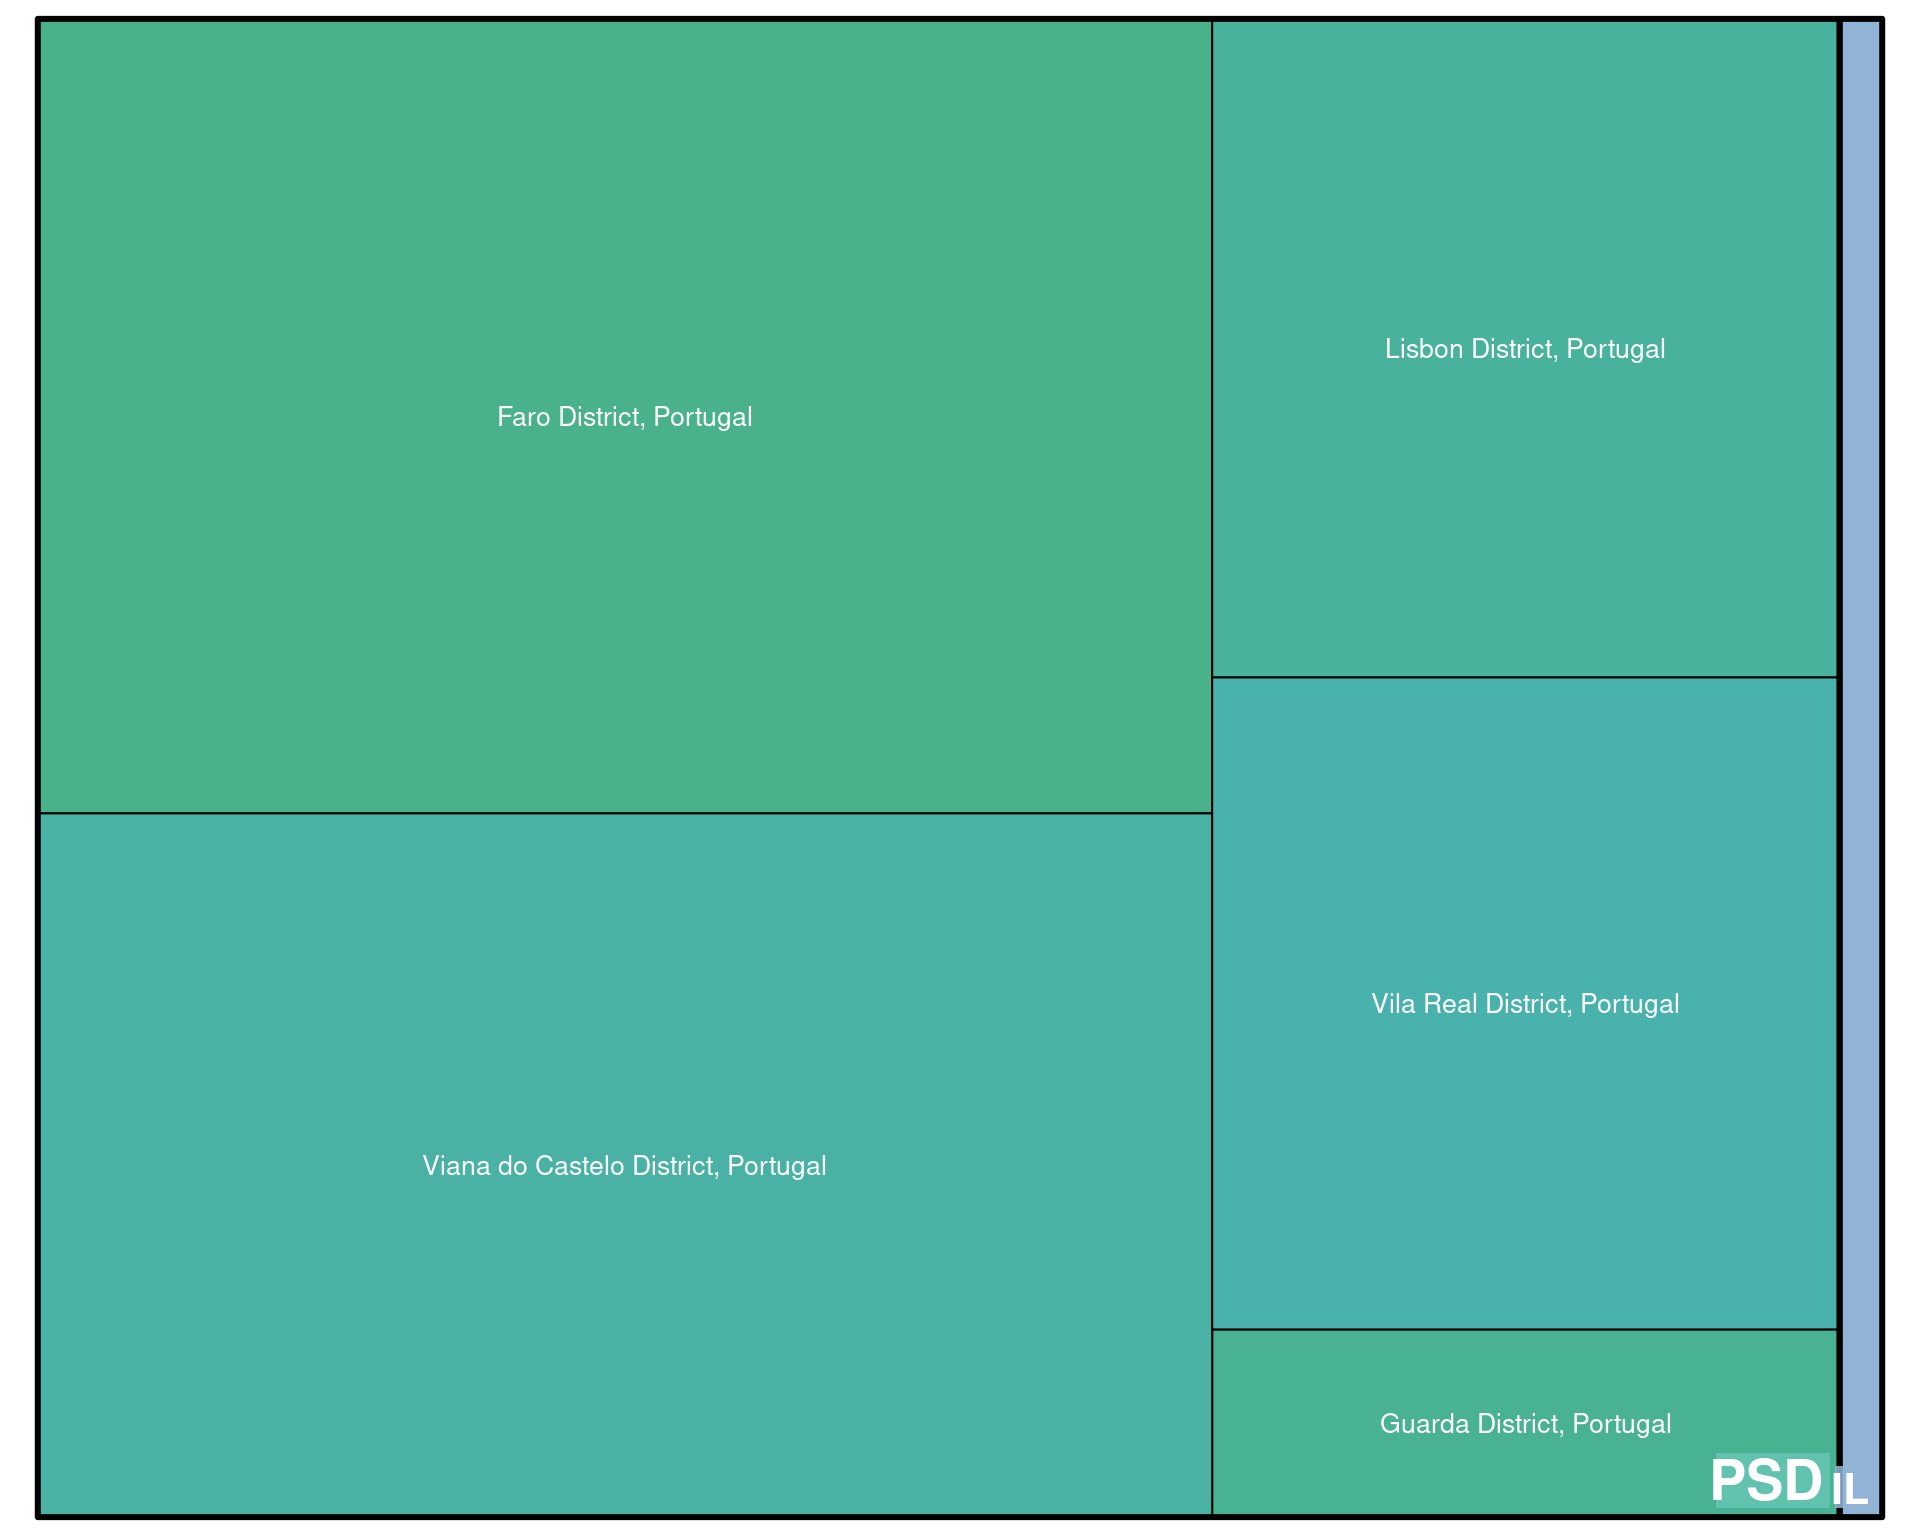 Faro District, Portugal
Lisbon District, Portugal
Viana do Castelo District, Portugal
Vila Real District, Portugal
Guarda District, Portugal
PSD
IL